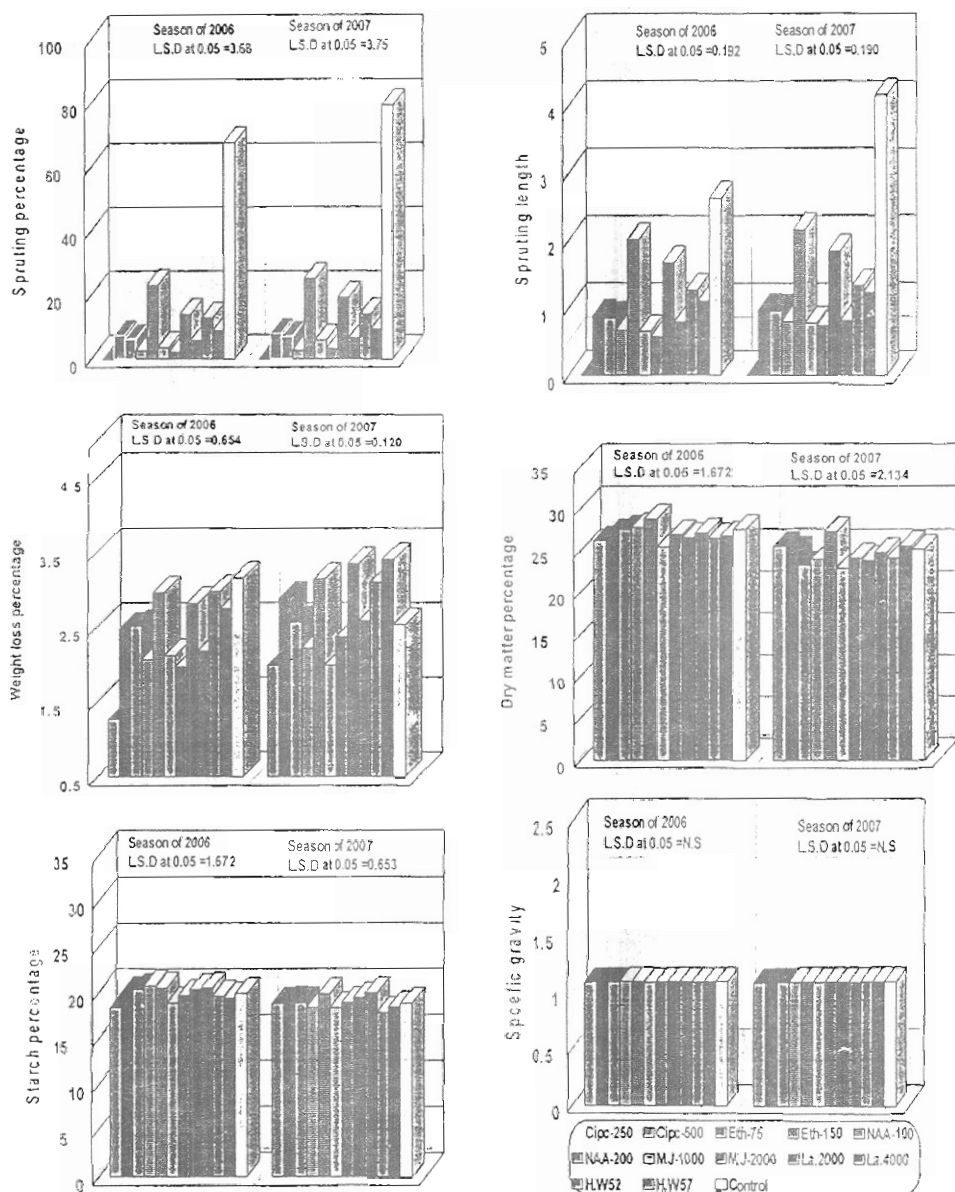 Season of 2006 Season of 2007
L.S.D at 0.05 =3.68 L.S.D at 0.05 =3.75
Spruting percentage
100
80
60
40
20
0
Season of 2006 Season of 2007
L.S.D at 0.05 =0.192 L.S.D at 0.05 =0.190
Spruting length
5
4
3
2
1
0
Season of 2006 Season of 2007
L.S.D at 0.05 =0.654 L.S.D at 0.05 =0.120
Weight loss percentage
4.5
3.5
2.5
1.5
0.5
Season of 2006 Season of 2007
L.S.D at 0.05 =1.672 L.S.D at 0.05 =2.134
Dry matter percentage
35
30
25
20
15
10
5
0
Season of 2006 Season of 2007
L.S.D at 0.05 =1.672 L.S.D at 0.05 =0.653
Starch percentage
35
30
25
20
15
10
5
0
Season of 2006 Season of 2007
L.S.D at 0.05 =N.S L.S.D at 0.05 =N.S
Spcefic gravity
2.5
2
1.5
1
0.5
0
Cipc-250 Cipc-500 Eth-75 Eth-150 NAA-100
NAA-200 M.J-1000 M.J-2000 La.2000 La.4000
H.W52 H.W57 Control